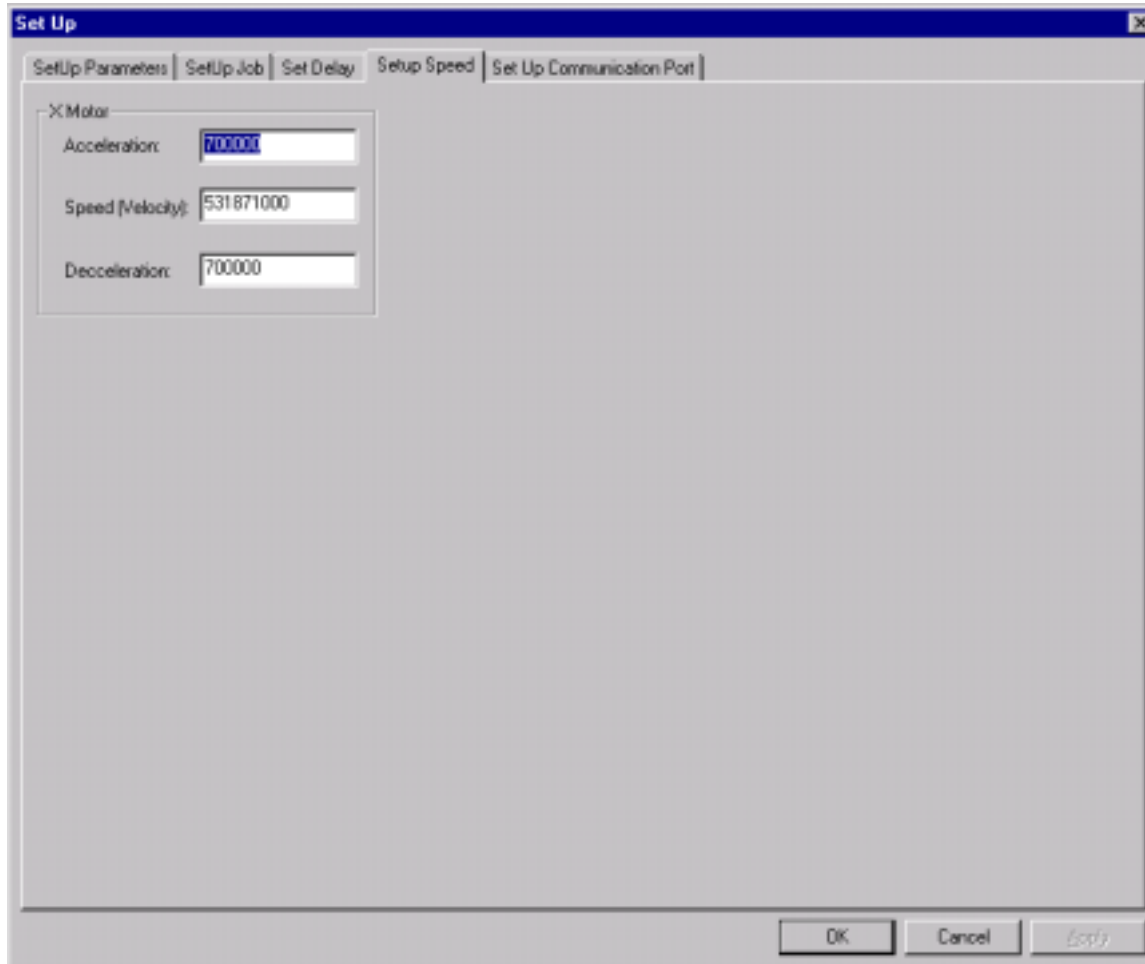 Set Up
SetUp Parameters SetUp Job Set Delay Setup Speed Set Up Communication Port
X Motor
Acceleration: 700000
Speed (Velocity): 531871000
Decceleration: 700000
OK Cancel Apply